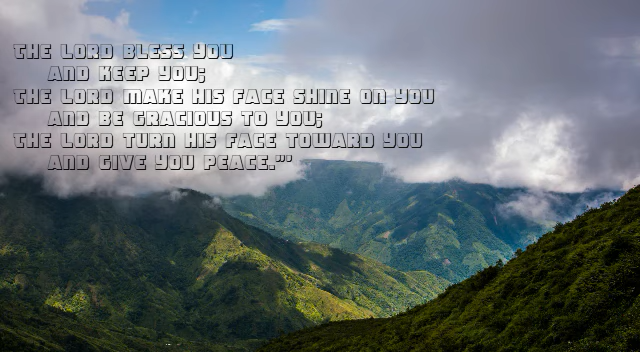 THE LORD BLESS YOU
AND KEEP YOU;
THE LORD MAKE HIS FACE SHINE ON YOU
AND BE GRACIOUS TO YOU;
THE LORD TURN HIS FACE TOWARD YOU
AND GIVE YOU PEACE.”’